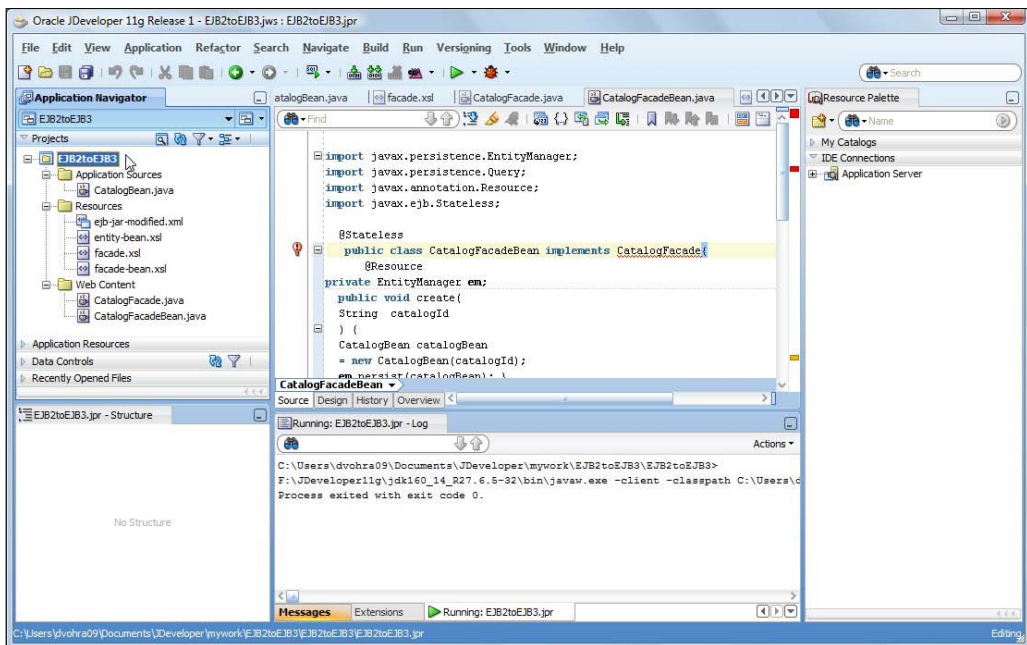 Oracle JDeveloper 11g Release 1 - EJB2toEJB3.jws : EJB2toEJB3.jpr
File Edit View Application Refactor Search Navigate Build Run Versioning Tools Window Help
Search
Application Navigator
EJB2toEJB3
Projects
EJB2toEJB3
Application Sources
CatalogBean.java
Resources
ejb-jar-modified.xml
entity-bean.xsl
facade.xsl
facade-bean.xsl
Web Content
CatalogFacade.java
CatalogFacadeBean.java
Application Resources
Data Controls
Recently Opened Files
EJB2toEJB3.jpr - Structure
No Structure
atalogBean.java facade.xsl CatalogFacade.java CatalogFacadeBean.java
Find
import javax.persistence.EntityManager;
import javax.persistence.Query;
import javax.annotation.Resource;
import javax.ejb.Stateless;
@Stateless
public class CatalogFacadeBean implements CatalogFacade{
@Resource
private EntityManager em;
public void create(
String catalogId
) {
CatalogBean catalogBean
= new CatalogBean(catalogId);
em.persist(catalogBean); }
CatalogFacadeBean
Source Design History Overview
Running: EJB2toEJB3.jpr - Log
Actions
C:\Users\dvohra09\Documents\JDeveloper\mywork\EJB2toEJB3\EJB2toEJB3>
F:\JDeveloper11g\jdk160_14_R27.6.5-32\bin\javaw.exe -client -classpath C:\Users\d
Process exited with exit code 0.
Messages Extensions Running: EJB2toEJB3.jpr
Resource Palette
Name
My Catalogs
IDE Connections
Application Server
C:\Users\dvohra09\Documents\JDeveloper\mywork\EJB2toEJB3\EJB2toEJB3\EJB2toEJB3.jpr
Editing